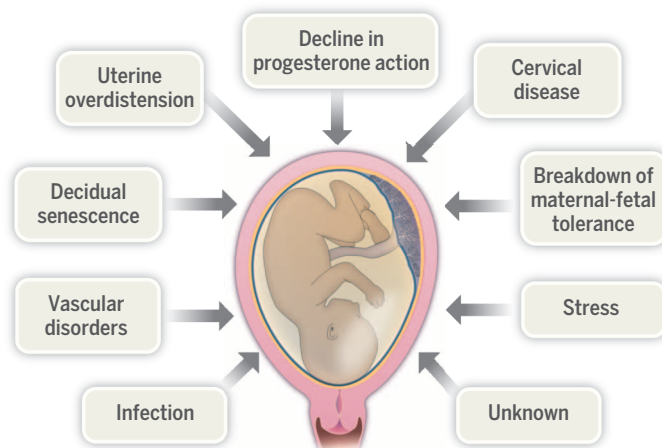 Decline in
progesterone action
Uterine
overdistension
Cervical
disease
Decidual
senescence
Breakdown of
maternal-fetal
tolerance
Vascular
disorders
Stress
Infection
Unknown